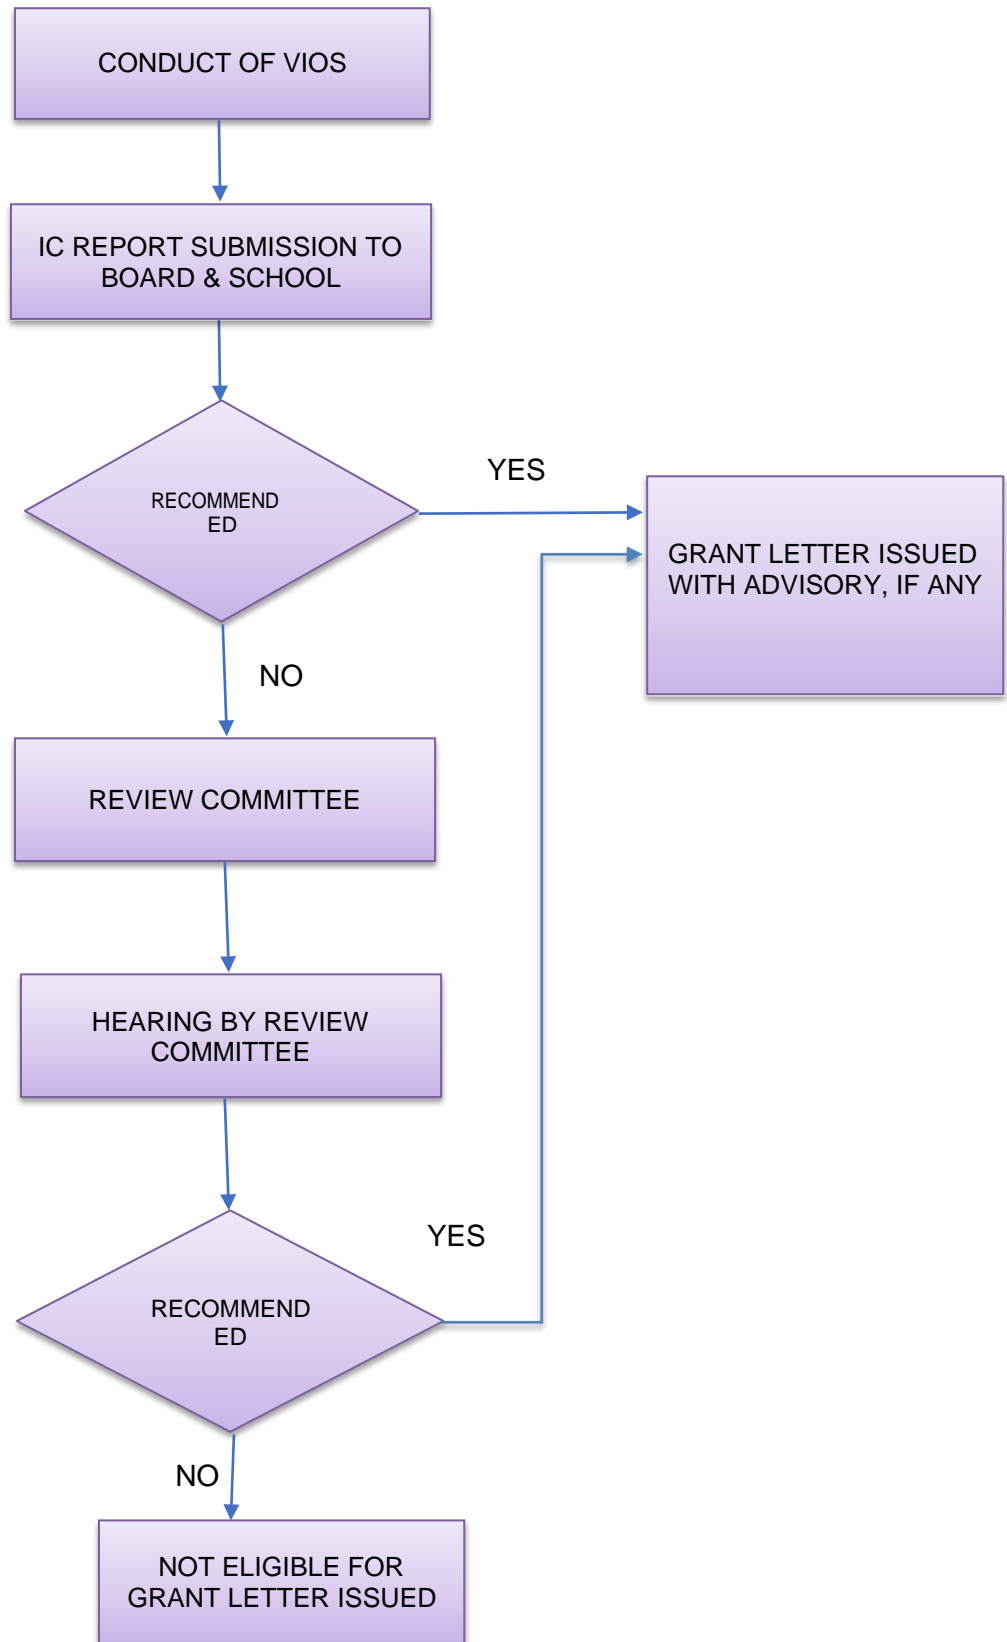 CONDUCT OF VIOS
IC REPORT SUBMISSION TO
BOARD & SCHOOL
RECOMMEND
ED
YES
GRANT LETTER ISSUED
WITH ADVISORY, IF ANY
NO
REVIEW COMMITTEE
HEARING BY REVIEW
COMMITTEE
YES
RECOMMEND
ED
NO
NOT ELIGIBLE FOR
GRANT LETTER ISSUED